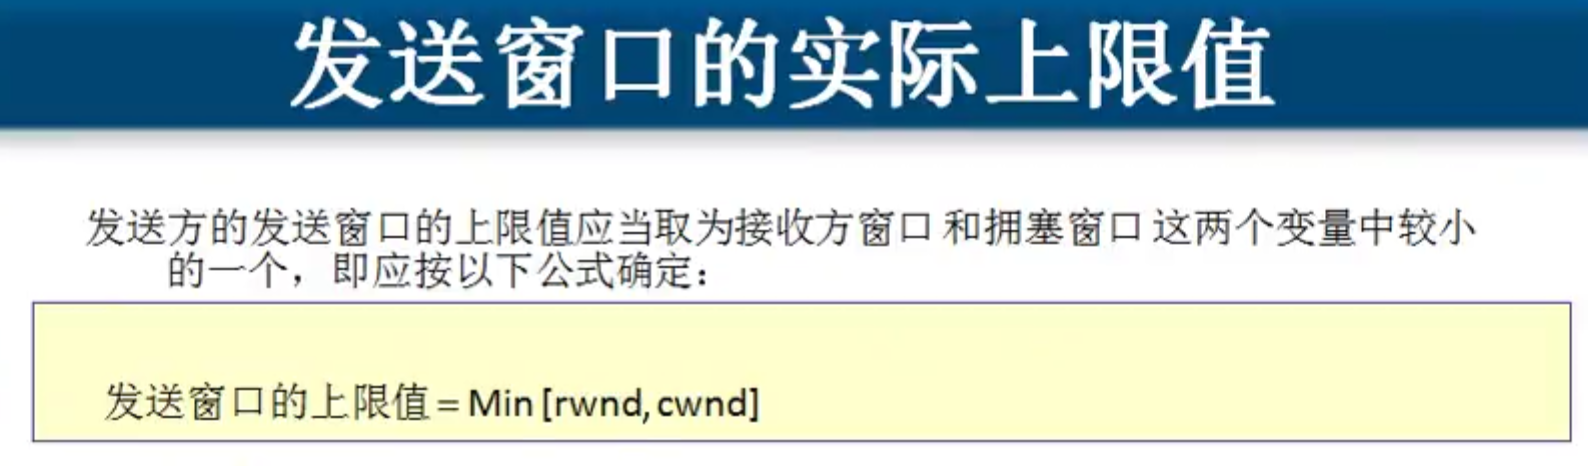 发送窗口的实际上限值
发送方的发送窗口的上限值应当取为接收方窗口 和拥塞窗口 这两个变量中较小
的一个，即应按以下公式确定：
发送窗口的上限值 = Min [rwnd, cwnd]